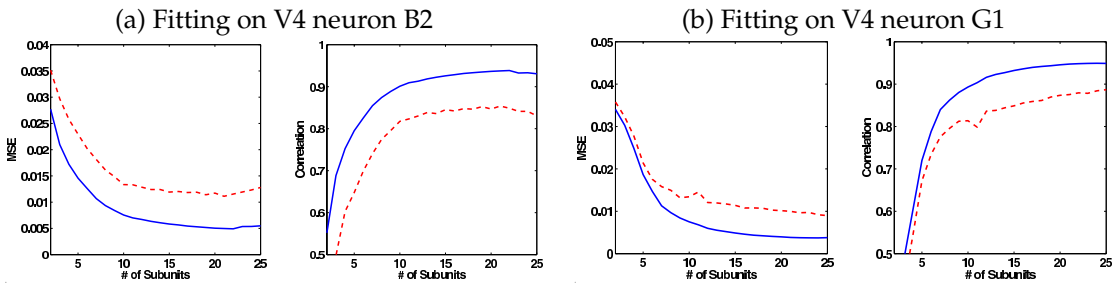 (a) Fitting on V4 neuron B2
(b) Fitting on V4 neuron G1
0.04
0.035
0.03
0.025
0.02
0.015
0.01
0.005
0
MSE
5 10 15 20 25
# of Subunits
1
0.9
0.8
0.7
0.6
0.5
Correlation
5 10 15 20 25
# of Subunits
0.05
0.04
0.03
0.02
0.01
0
MSE
5 10 15 20 25
# of Subunits
1
0.9
0.8
0.7
0.6
0.5
Correlation
5 10 15 20 25
# of Subunits